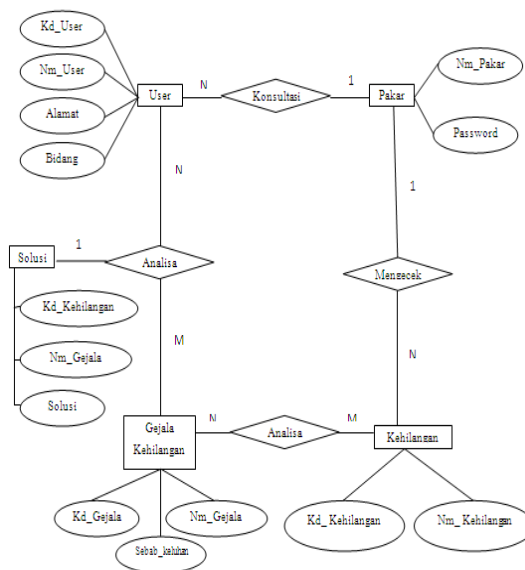 Kd_User
Nm_User
Alamat
Bidang
User
N
Konsultasi
1
Pakar
Nm_Pakar
Password
N
1
Solusi
1
Analisa
Mengecek
Kd_Kehilangan
Nm_Gejala
Solusi
M
N
Gejala
Kehilangan
N
Analisa
M
Kehilangan
Kd_Gejala
Nm_Gejala
Sebab_keluhan
Kd_ Kehilangan
Nm_ Kehilangan